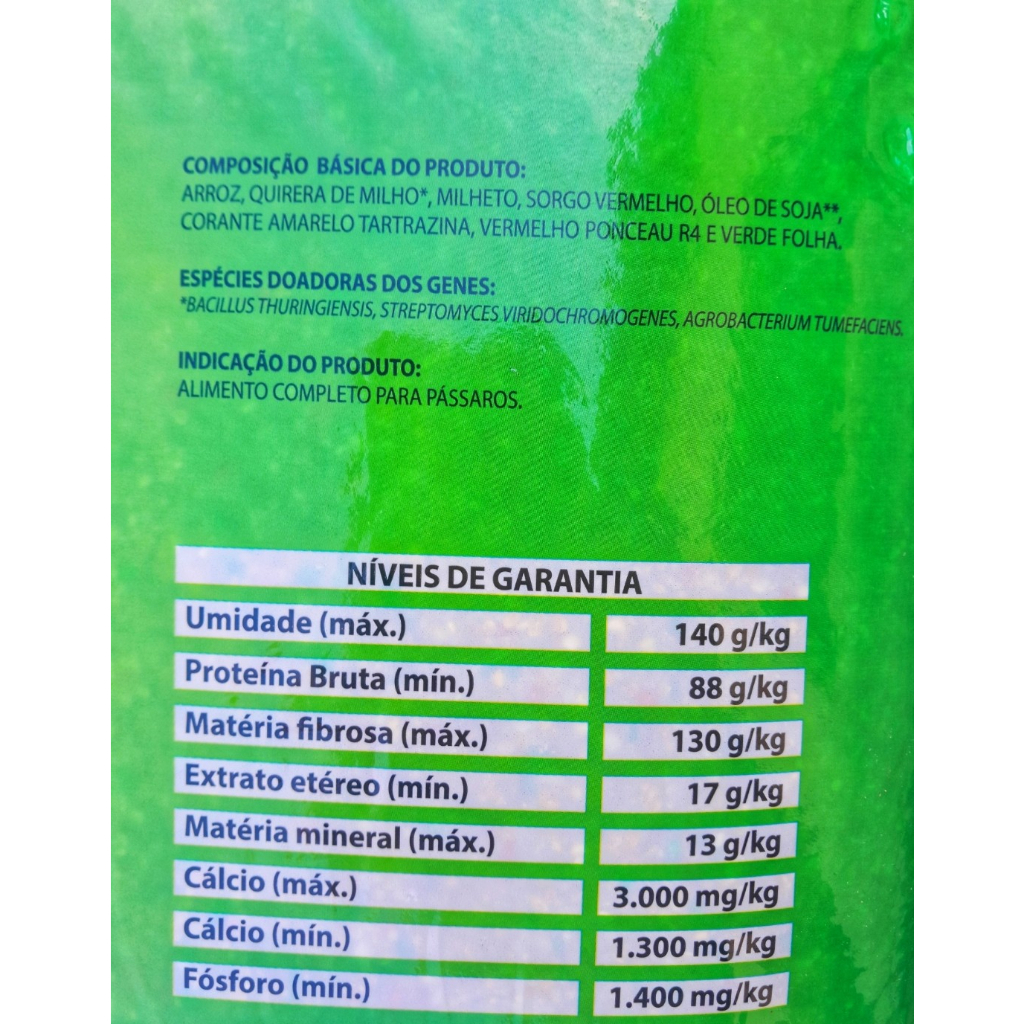 COMPOSIÇÃO BÁSICA DO PRODUTO:
ARROZ, QUIRERA DE MILHO*, MILHETO, SORGO VERMELHO, ÓLEO DE SOJA**,
CORANTE AMARELO TARTRAZINA, VERMELHO PONCEAU R4 E VERDE FOLHA.
ESPÉCIES DOADORAS DOS GENES:
*BACILLUS THURINGIENSIS, STREPTOMYCES VIRIDOCHROMOGENES, AGROBACTERIUM TUMEFACIENS.
INDICAÇÃO DO PRODUTO:
ALIMENTO COMPLETO PARA PÁSSAROS.
NÍVEIS DE GARANTIA
Umidade (máx.) 140 g/kg
Proteína Bruta (mín.) 88 g/kg
Matéria fibrosa (máx.) 130 g/kg
Extrato etéreo (mín.) 17 g/kg
Matéria mineral (máx.) 13 g/kg
Cálcio (máx.) 3.000 mg/kg
Cálcio (mín.) 1.300 mg/kg
Fósforo (mín.) 1.400 mg/kg